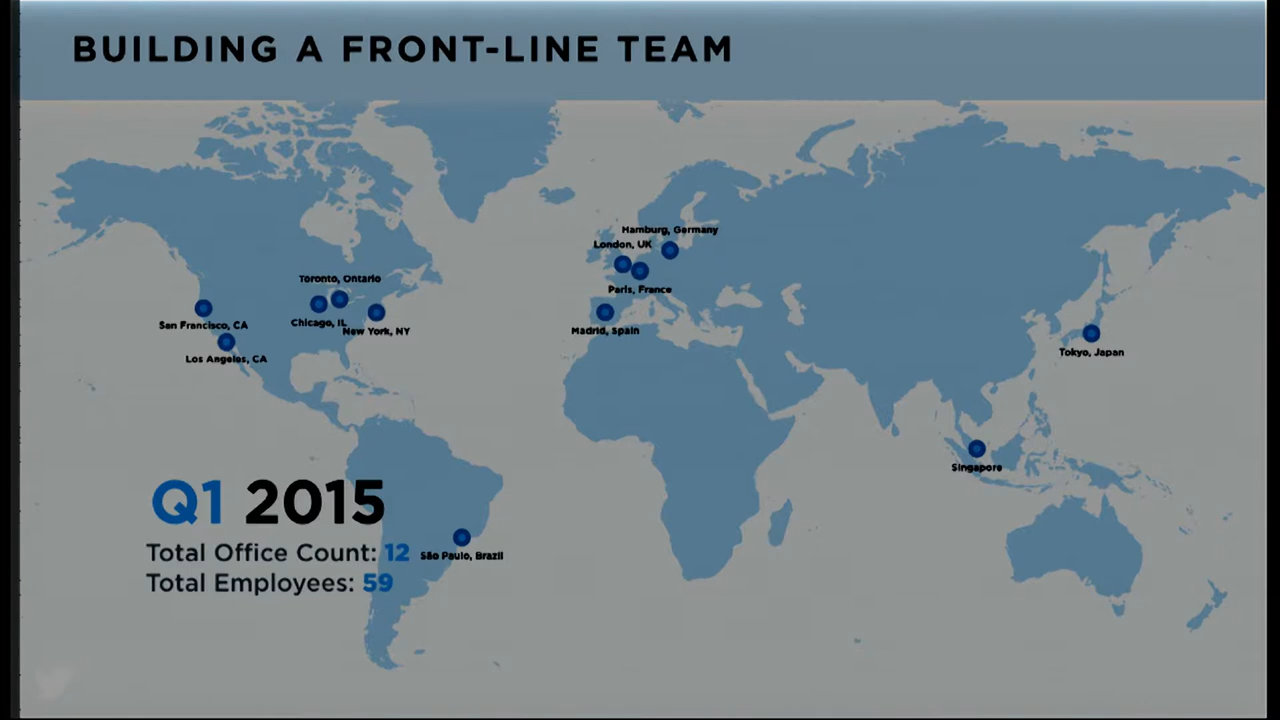 BUILDING A FRONT-LINE TEAM
Hamburg, Germany
London, UK
Toronto, Ontario
Paris, France
San Francisco, CA
Chicago, IL
New York, NY
Madrid, Spain
Los Angeles, CA
Tokyo, Japan
Singapore
Q1 2015
Total Office Count: 12
São Paulo, Brazil
Total Employees: 59